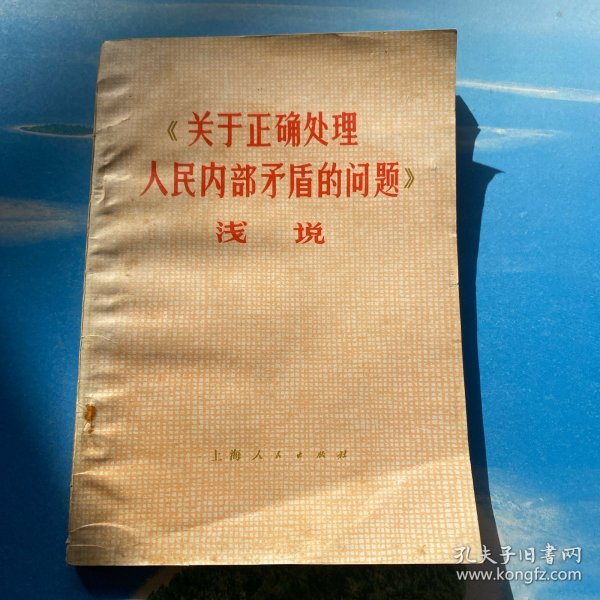 《关于正确处理
人民内部矛盾的问题》
浅说
上海人民出版社
孔夫子旧书网
www.kongfz.com